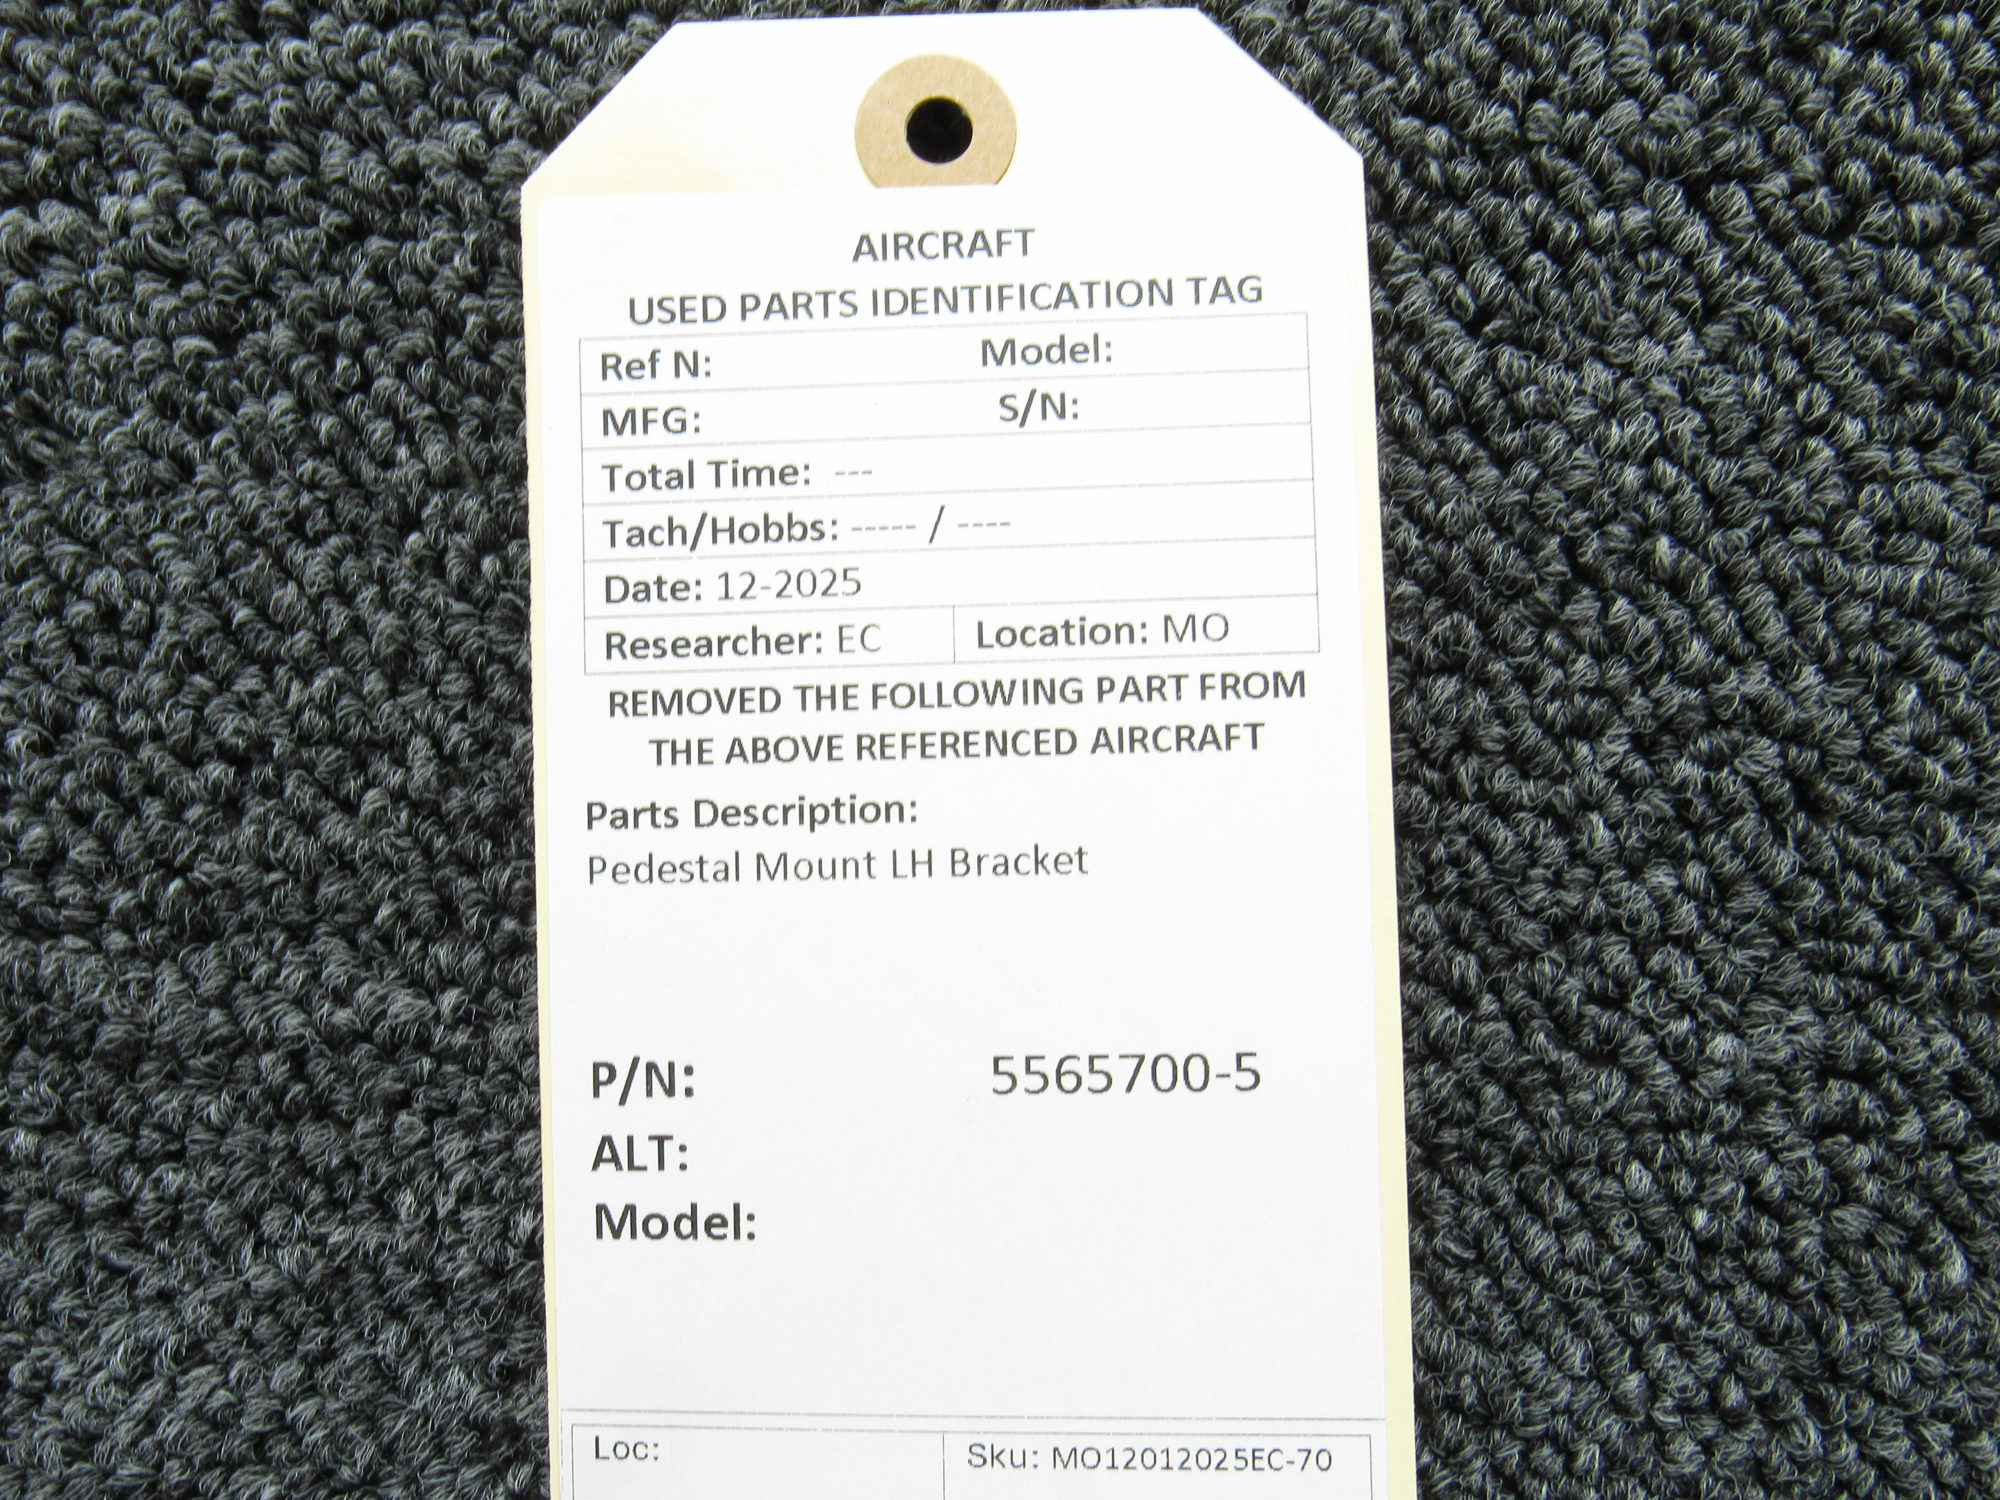 AIRCRAFT
USED PARTS IDENTIFICATION TAG
Ref N: Model:
MFG: S/N:
Total Time: ---
Tach/Hobbs: ----- / ----
Date: 12-2025
Researcher: EC Location: MO
REMOVED THE FOLLOWING PART FROM
THE ABOVE REFERENCED AIRCRAFT
Parts Description:
Pedestal Mount LH Bracket
P/N: 5565700-5
ALT:
Model:
Loc: Sku: MO12012025EC-70